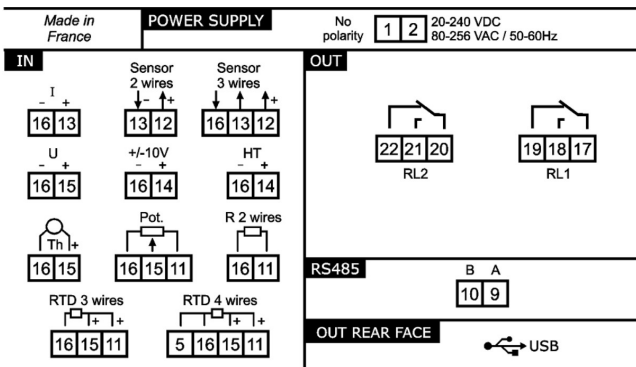 Made in
France
POWER SUPPLY
No
polarity
1 2
20-240 VDC
80-256 VAC / 50-60Hz
IN
I
- +
16 13
Sensor
2 wires
- +
13 12
Sensor
3 wires
+
16 13 12
U
- +
16 15
+/-10V
- +
16 14
HT
- +
16 14
Th +
16 15
Pot.
16 15 11
R 2 wires
16 11
RTD 3 wires
+ +
16 15 11
RTD 4 wires
+ +
5 16 15 11
OUT
22 21 20
RL2
19 18 17
RL1
RS485
B A
10 9
OUT REAR FACE
USB